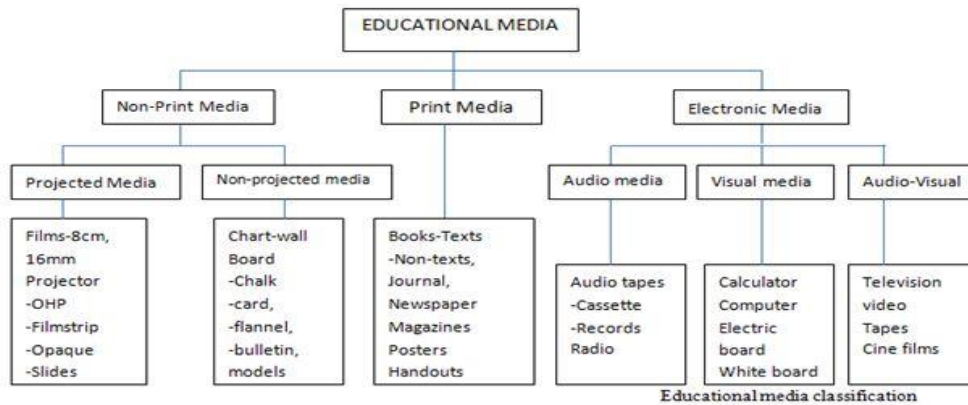 EDUCATIONAL MEDIA
Non-Print Media
Print Media
Electronic Media
Projected Media
Non-projected media
Audio media
Visual media
Audio-Visual
Films-8cm,
16mm
Projector
-OHP
-Filmstrip
-Opaque
-Slides
Chart-wall
Board
-Chalk
-card,
-flannel,
-bulletin,
models
Books-Texts
-Non-texts,
Journal,
Newspaper
Magazines
Posters
Handouts
Audio tapes
-Cassette
-Records
Radio
Calculator
Computer
Electric
board
White board
Television
video
Tapes
Cine films
Educational media classification